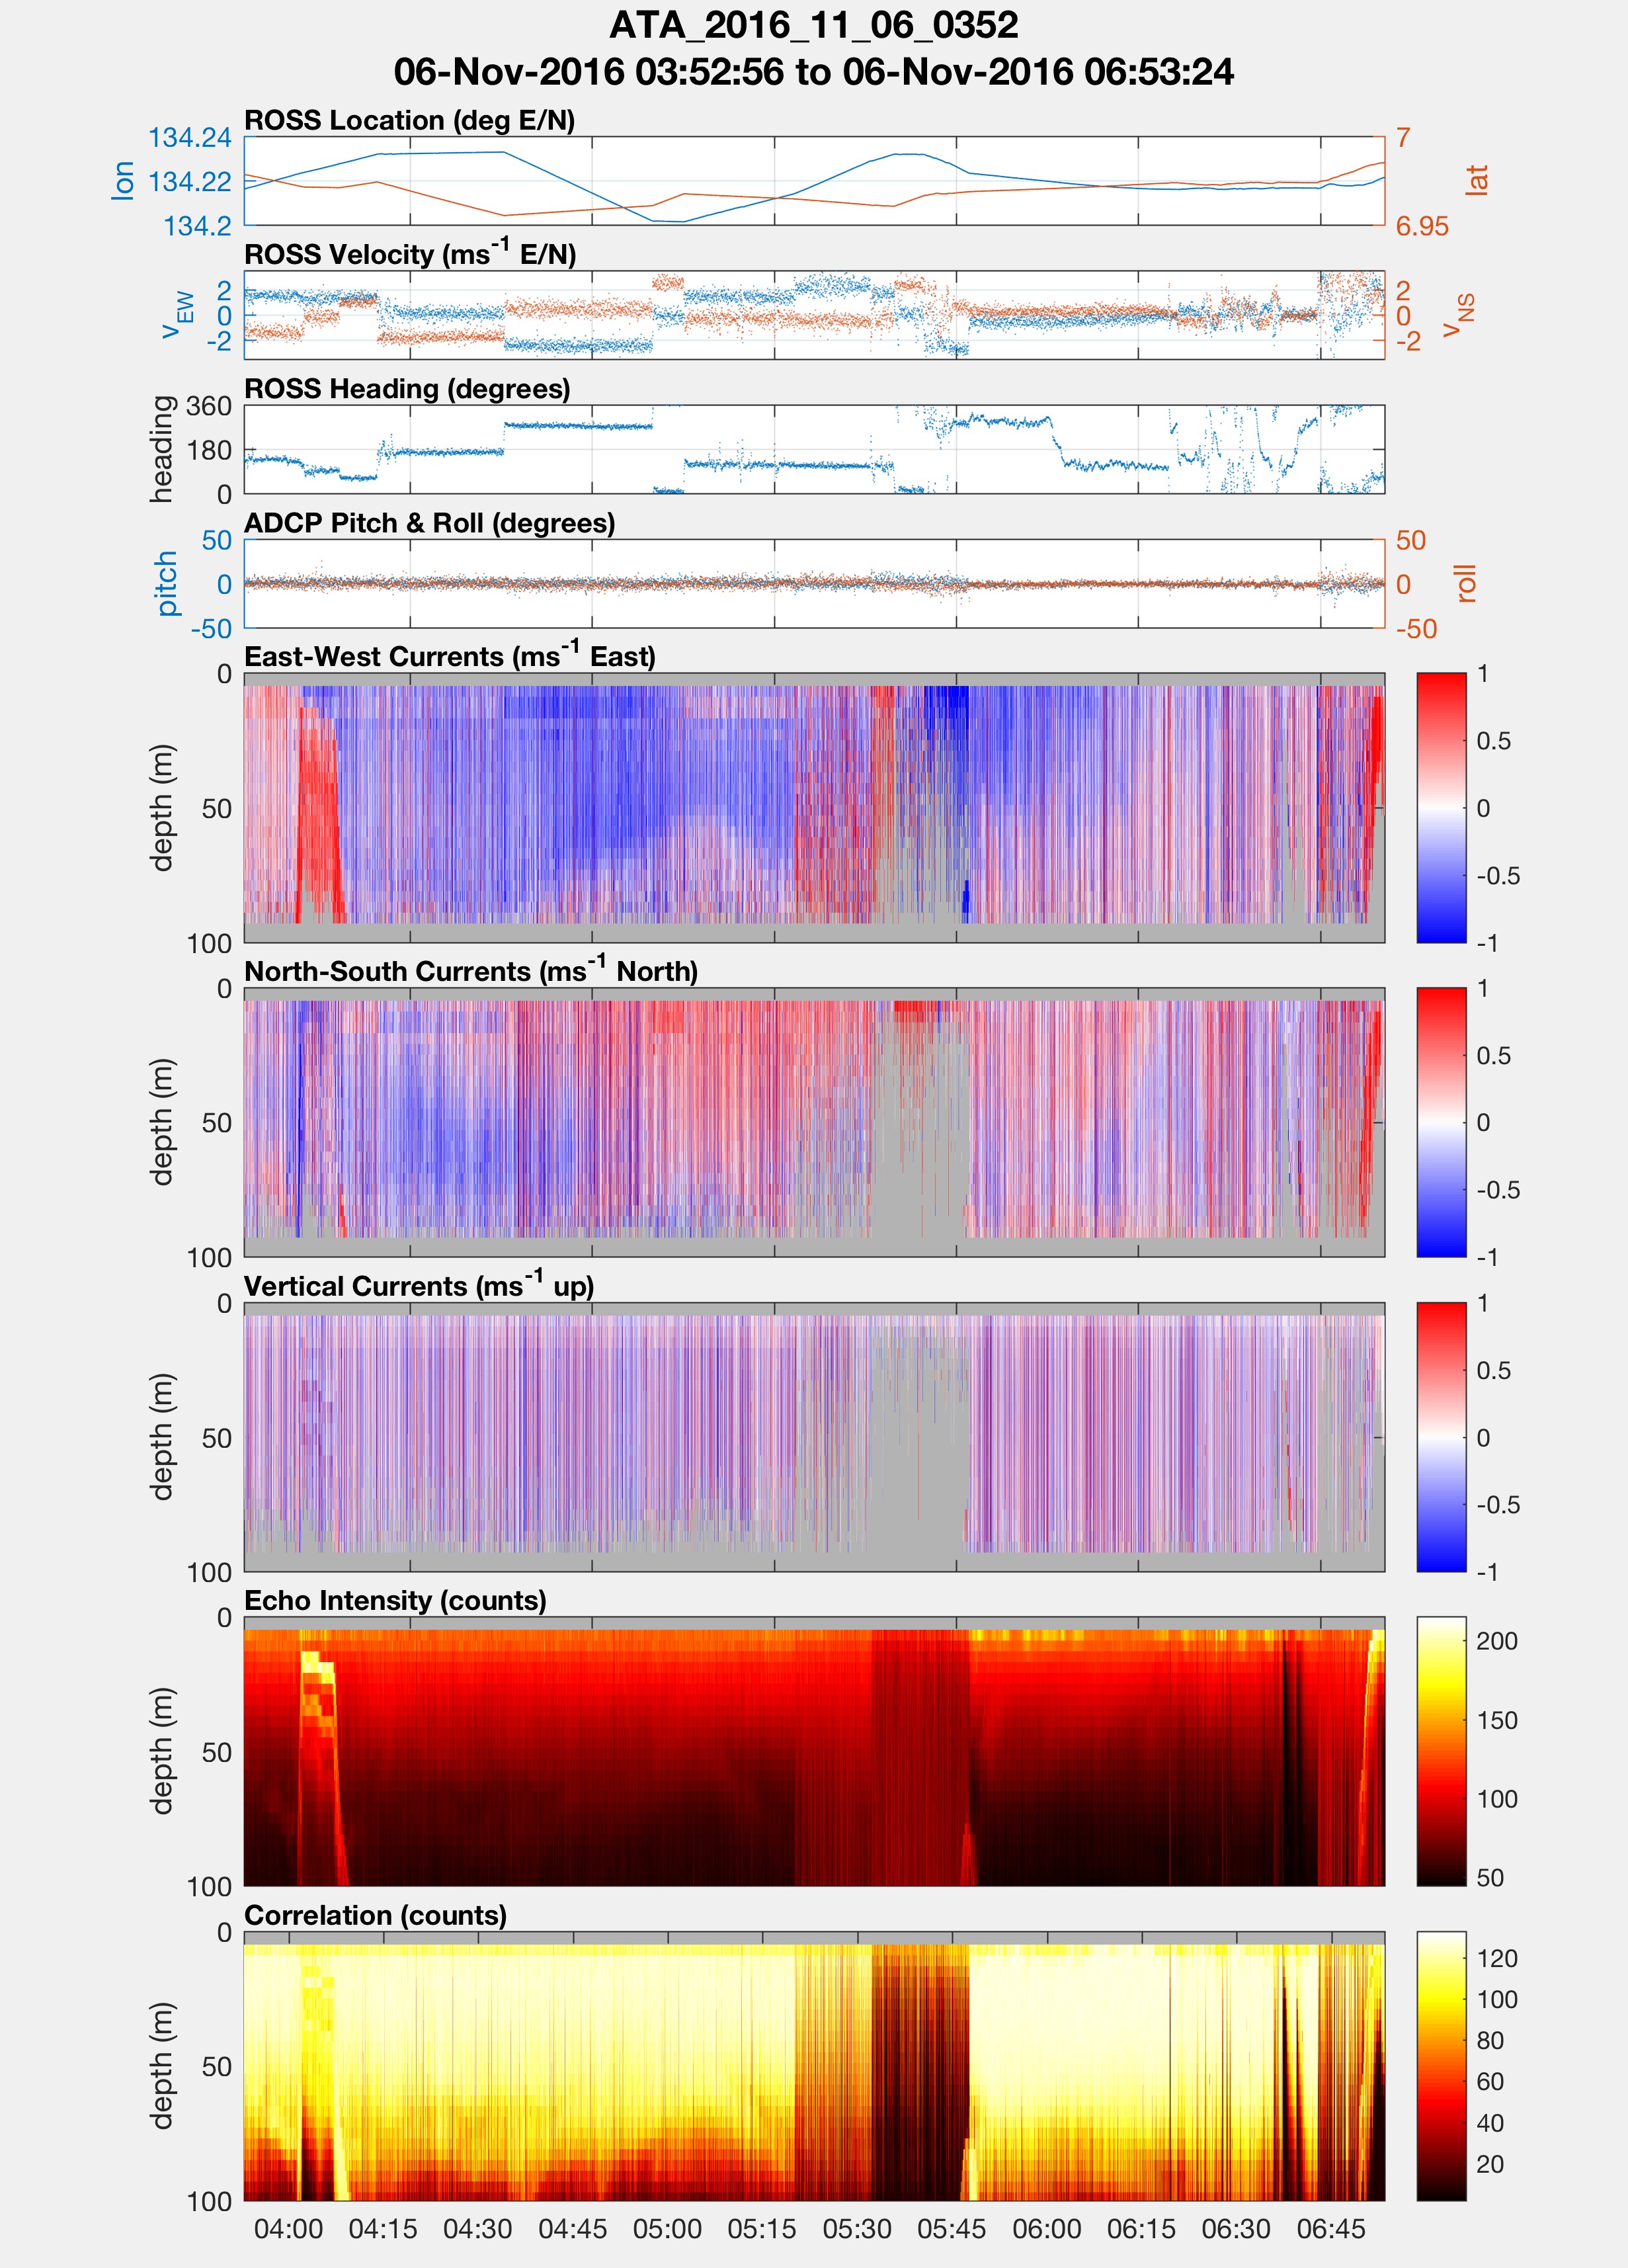 ATA_2016_11_06_0352
06-Nov-2016 03:52:56 to 06-Nov-2016 06:53:24
ROSS Location (deg E/N)
134.24
134.22
134.2
lon
7
6.95
lat
ROSS Velocity (ms-1 E/N)
2
0
-2
vEW
2
0
-2
vNS
ROSS Heading (degrees)
360
180
0
heading
ADCP Pitch & Roll (degrees)
50
0
-50
pitch
50
0
-50
roll
East-West Currents (ms-1 East)
0
50
100
depth (m)
1
0.5
0
-0.5
-1
North-South Currents (ms-1 North)
0
50
100
depth (m)
1
0.5
0
-0.5
-1
Vertical Currents (ms-1 up)
0
50
100
depth (m)
1
0.5
0
-0.5
-1
Echo Intensity (counts)
0
50
100
depth (m)
200
150
100
50
Correlation (counts)
0
50
100
depth (m)
120
100
80
60
40
20
04:00 04:15 04:30 04:45 05:00 05:15 05:30 05:45 06:00 06:15 06:30 06:45